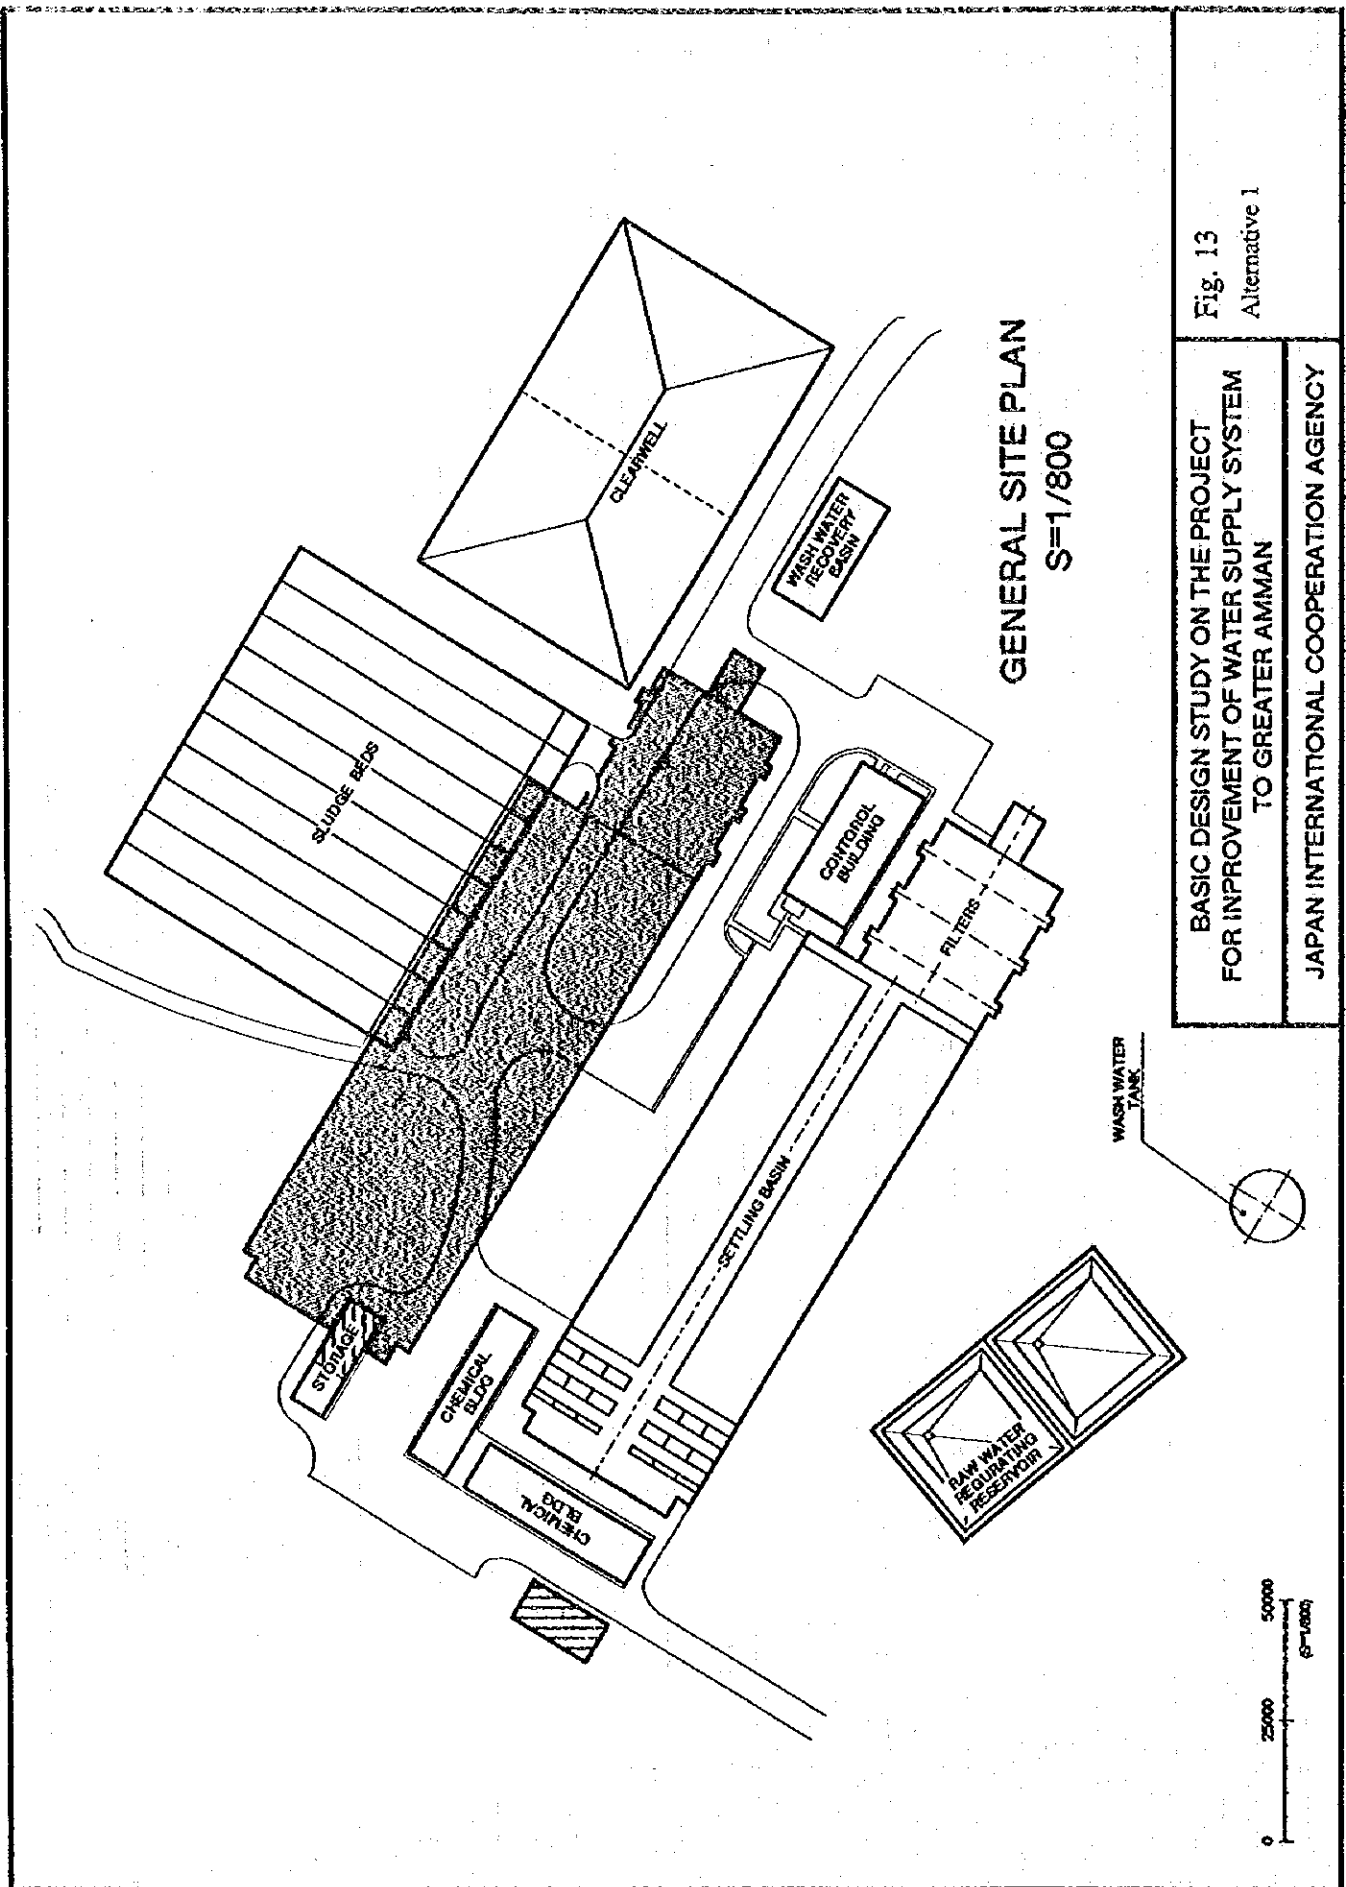 SLUDGE BEDS
CLEARWELL
STORAGE
CHEMICAL
BLDG
CHEMICAL
BLDG
SETTLING BASIN
CONTOROL
BUILDING
FILTERS
WASH WATER
RECOVERY
BASIN
RAW WATER
REGURATING
RESERVOIR
WASH WATER
TANK
GENERAL SITE PLAN
S=1/800
0 25000 50000
(S=1/800)
BASIC DESIGN STUDY ON THE PROJECT
FOR INPROVEMENT OF WATER SUPPLY SYSTEM
TO GREATER AMMAN
JAPAN INTERNATIONAL COOPERATION AGENCY
Fig. 13
Alternative 1